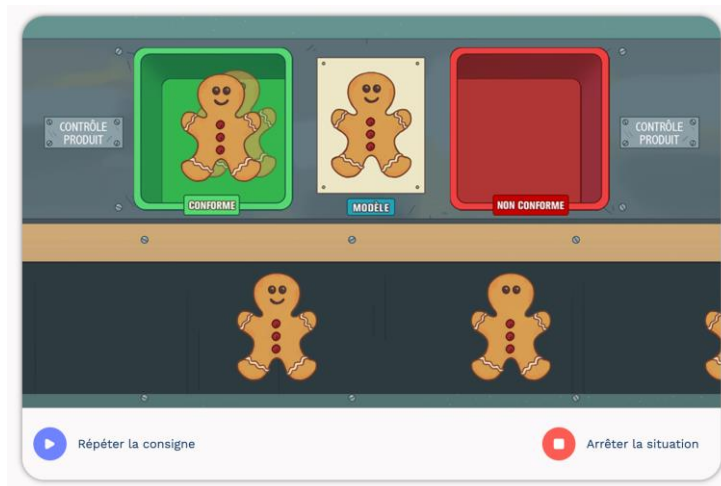 CONTRÔLE
PRODUIT
CONFORME
MODÈLE
NON CONFORME
CONTRÔLE
PRODUIT
Répéter la consigne
Arrêter la situation